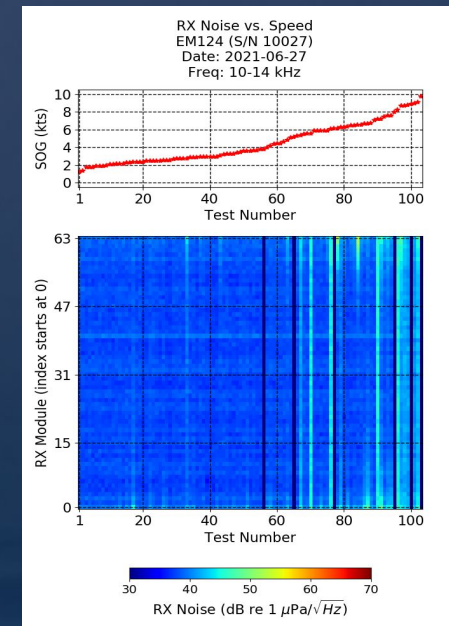 RX Noise vs. Speed
EM124 (S/N 10027)
Date: 2021-06-27
Freq: 10-14 kHz
SOG (kts)
10
8
6
4
2
0
1 20 40 60 80 100
Test Number
RX Module (index starts at 0)
63
47
31
15
0
1 20 40 60 80 100
Test Number
30 40 50 60 70
RX Noise (dB re 1 μPa/√Hz)